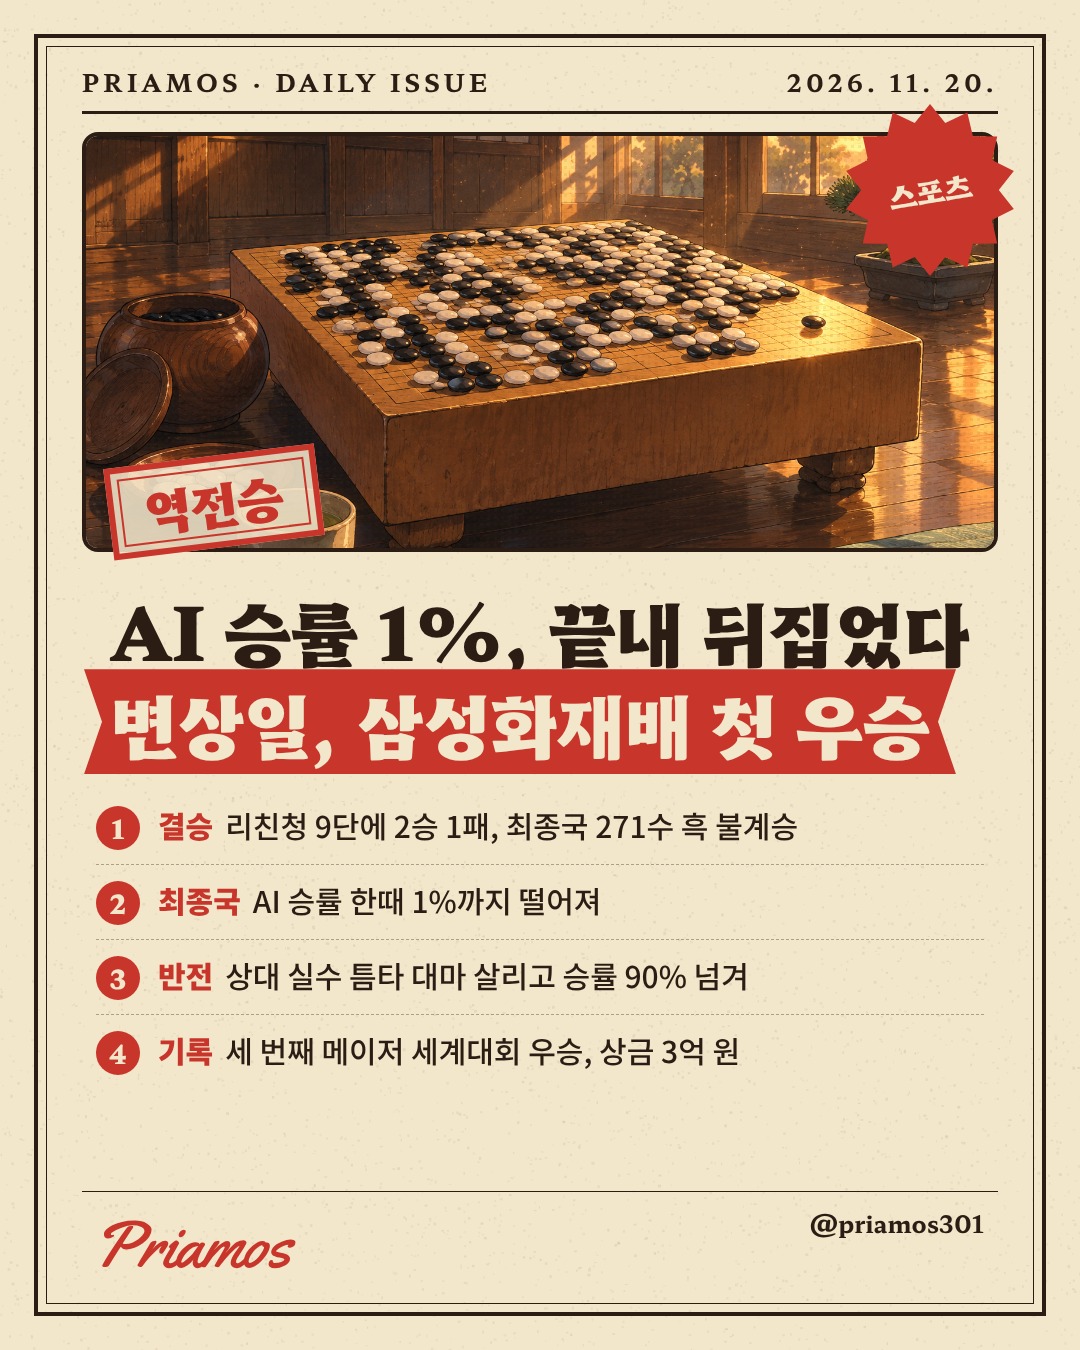 PRIAMOS · DAILY ISSUE
2026. 11. 20.
스포츠
역전승
AI 승률 1%, 끝내 뒤집었다
변상일, 삼성화재배 첫 우승
1 결승 리친청 9단에 2승 1패, 최종국 271수 흑 불계승
2 최종국 AI 승률 한때 1%까지 떨어져
3 반전 상대 실수 틈타 대마 살리고 승률 90% 넘겨
4 기록 세 번째 메이저 세계대회 우승, 상금 3억 원
Priamos
@priamos301